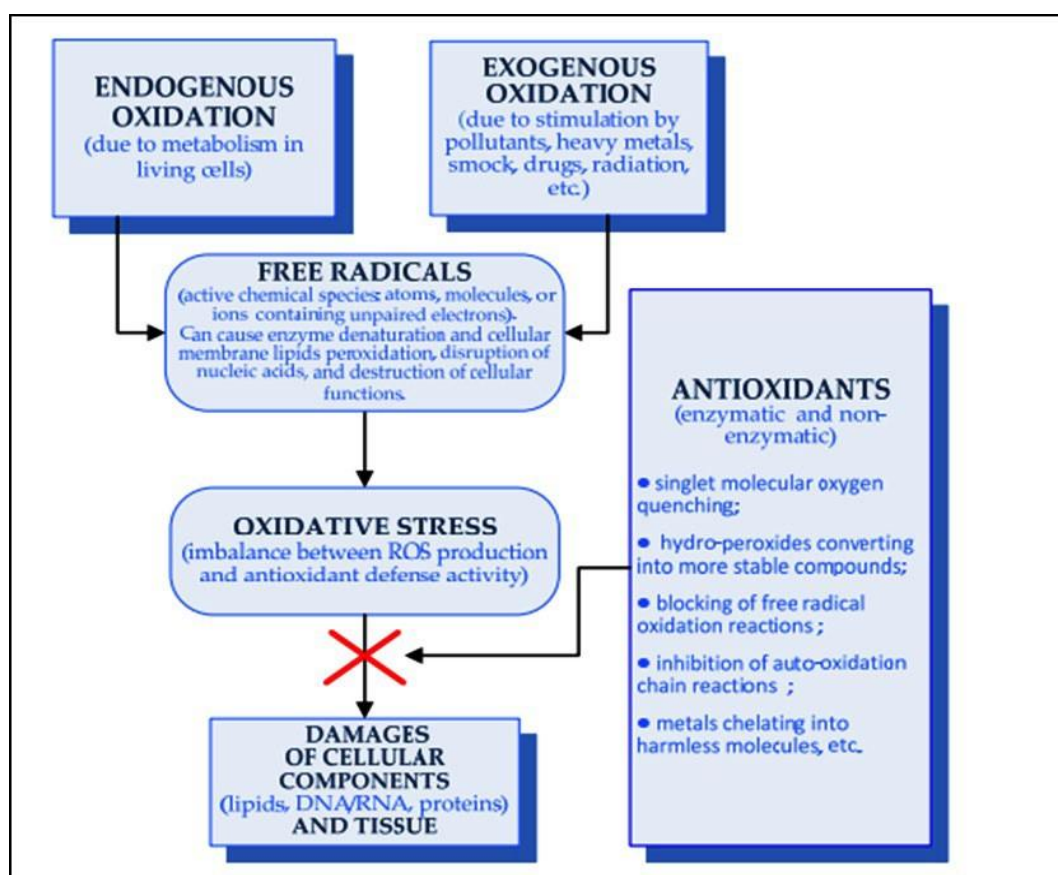 ENDOGENOUS
OXIDATION
(due to metabolism in
living cells)
EXOGENOUS
OXIDATION
(due to stimulation by
pollutants, heavy metals,
smock, drugs, radiation,
etc.)
FREE RADICALS
(active chemical species: atoms, molecules, or
ions containing unpaired electrons).
Can cause enzyme denaturation and cellular
membrane lipids peroxidation, disruption of
nucleic acids, and destruction of cellular
functions.
OXIDATIVE STRESS
(imbalance between ROS production
and antioxidant defense activity)
DAMAGES
OF CELLULAR
COMPONENTS
(lipids, DNA/RNA, proteins)
AND TISSUE
ANTIOXIDANTS
(enzymatic and non-
enzymatic)
● singlet molecular oxygen
quenching;
● hydro-peroxides converting
into more stable compounds;
● blocking of free radical
oxidation reactions ;
● inhibition of auto-oxidation
chain reactions ;
● metals chelating into
harmless molecules, etc.